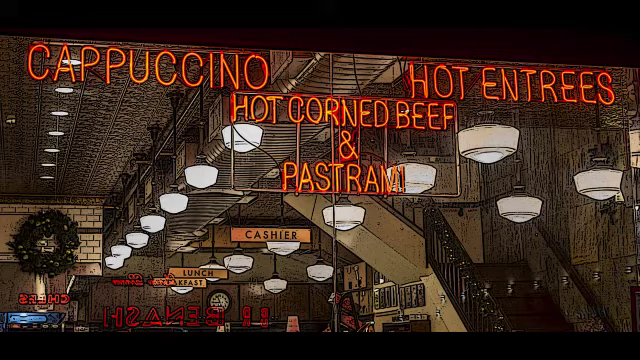 CAPPUCCINO
HOT ENTREES
HOT CORNED BEEF
&
PASTRAMI
CASHIER
LUNCH